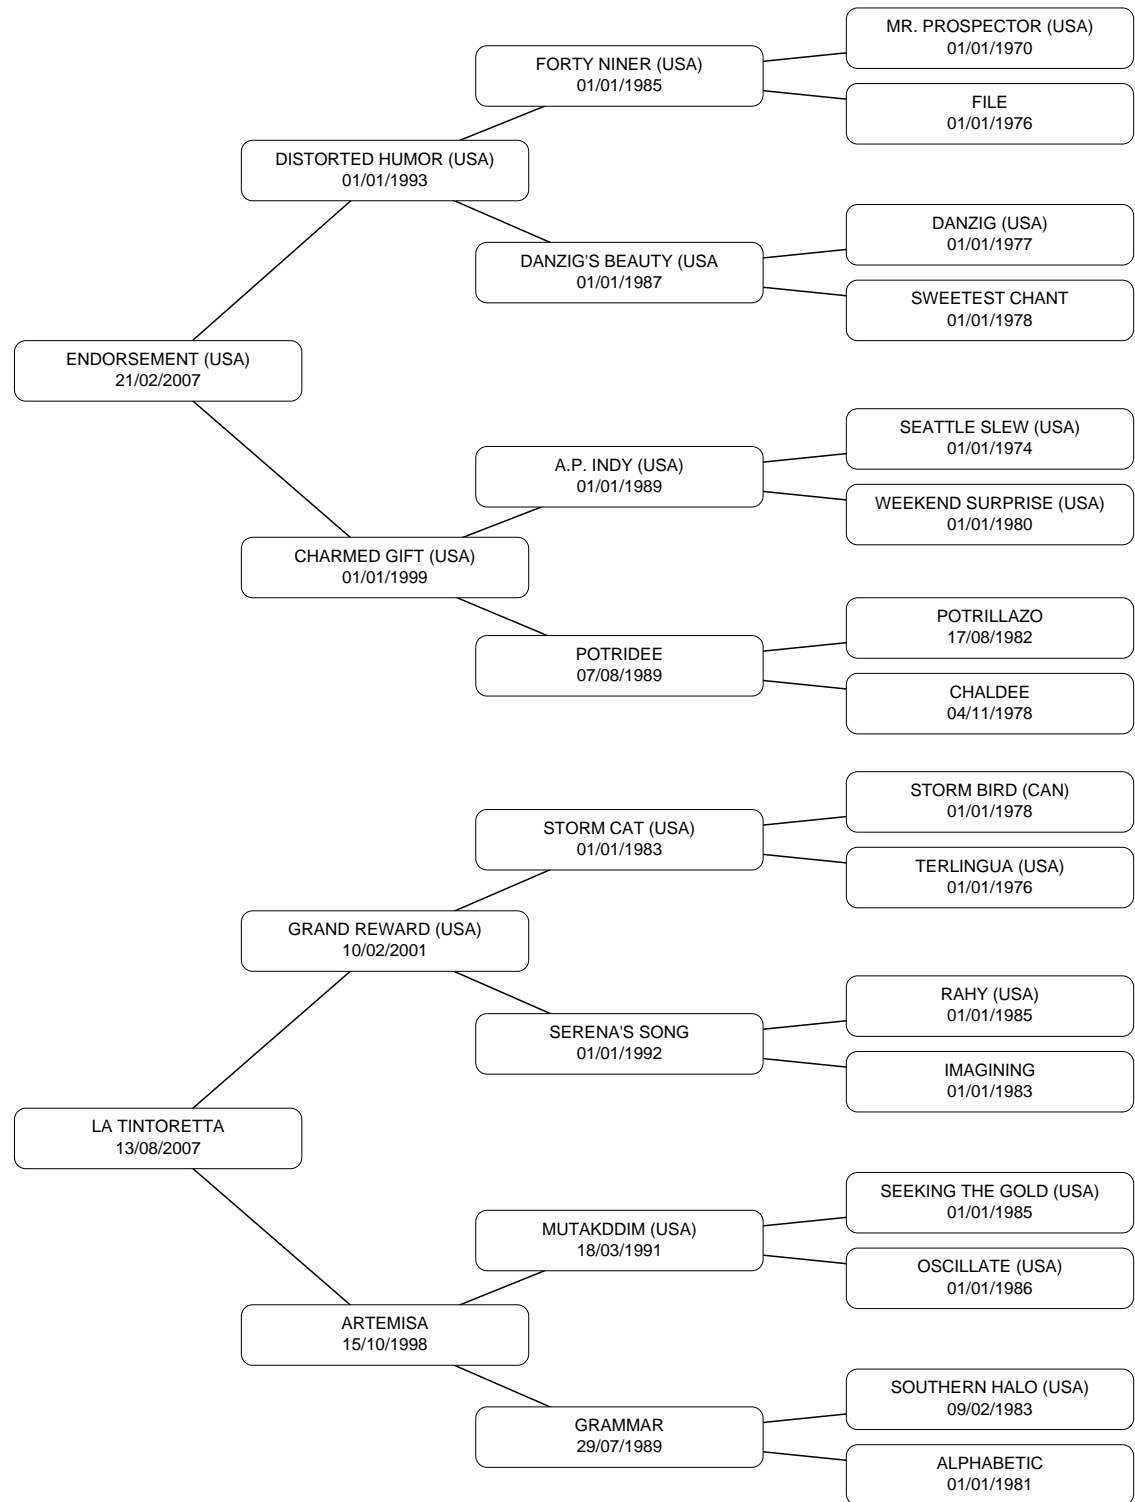 MR. PROSPECTOR (USA)
01/01/1970
FORTY NINER (USA)
01/01/1985
FILE
01/01/1976
DISTORTED HUMOR (USA)
01/01/1993
DANZIG (USA)
01/01/1977
DANZIG'S BEAUTY (USA
01/01/1987
SWEETEST CHANT
01/01/1978
ENDORSEMENT (USA)
21/02/2007
SEATTLE SLEW (USA)
01/01/1974
A.P. INDY (USA)
01/01/1989
WEEKEND SURPRISE (USA)
01/01/1980
CHARMED GIFT (USA)
01/01/1999
POTRILLAZO
17/08/1982
POTRIDEE
07/08/1989
CHALDEE
04/11/1978
STORM BIRD (CAN)
01/01/1978
STORM CAT (USA)
01/01/1983
TERLINGUA (USA)
01/01/1976
GRAND REWARD (USA)
10/02/2001
RAHY (USA)
01/01/1985
SERENA'S SONG
01/01/1992
IMAGINING
01/01/1983
LA TINTORETTA
13/08/2007
SEEKING THE GOLD (USA)
01/01/1985
MUTAKDDIM (USA)
18/03/1991
OSCILLATE (USA)
01/01/1986
ARTEMISA
15/10/1998
SOUTHERN HALO (USA)
09/02/1983
GRAMMAR
29/07/1989
ALPHABETIC
01/01/1981